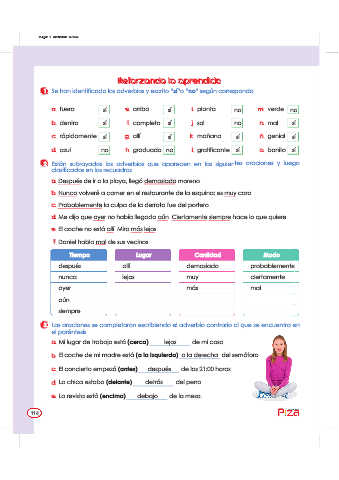 Reforzando lo aprendido
1 Se han identificado los adverbios y escrito "sí" o "no" según corresponda
a. fuera sí e. arriba sí i. planta no m. verde no
b. dentro sí f. completo sí j. sol no n. mal sí
c. rápidamente sí g. allí sí k. mañana sí ñ. genial sí
d. azul no h. graduada no l. gratificante sí o. bonito sí
2 Están subrayados los adverbios que aparecen en las siguientes oraciones y luego
clasificarlos en los recuadros
a. Después de ir a la playa, llegó demasiado morena
b. Nunca volveré a comer en el restaurante de la esquina: es muy cara
c. Probablemente la culpa de la derrota fue del portero
d. Me dijo que ayer no había llegado aún. Ciertamente siempre hace lo que quiere
e. El coche no está allí. Mira más lejos
f. Daniel habla mal de sus vecinos
Tiempo Lugar Cantidad Modo
después allí demasiado probablemente
nunca lejos muy ciertamente
ayer más mal
aún
siempre
3 Las oraciones se completaron escribiendo el adverbio contrario al que se encuentra en
el paréntesis
a. Mi lugar de trabajo está (cerca) lejos de mi casa
b. El coche de mi madre está (a la izquierda) a la derecha del semáforo
c. El concierto empezó (antes) después de las 21:00 horas
d. La chica estaba (delante) detrás del perro
e. La revista está (encima) debajo de la mesa
114
Piza